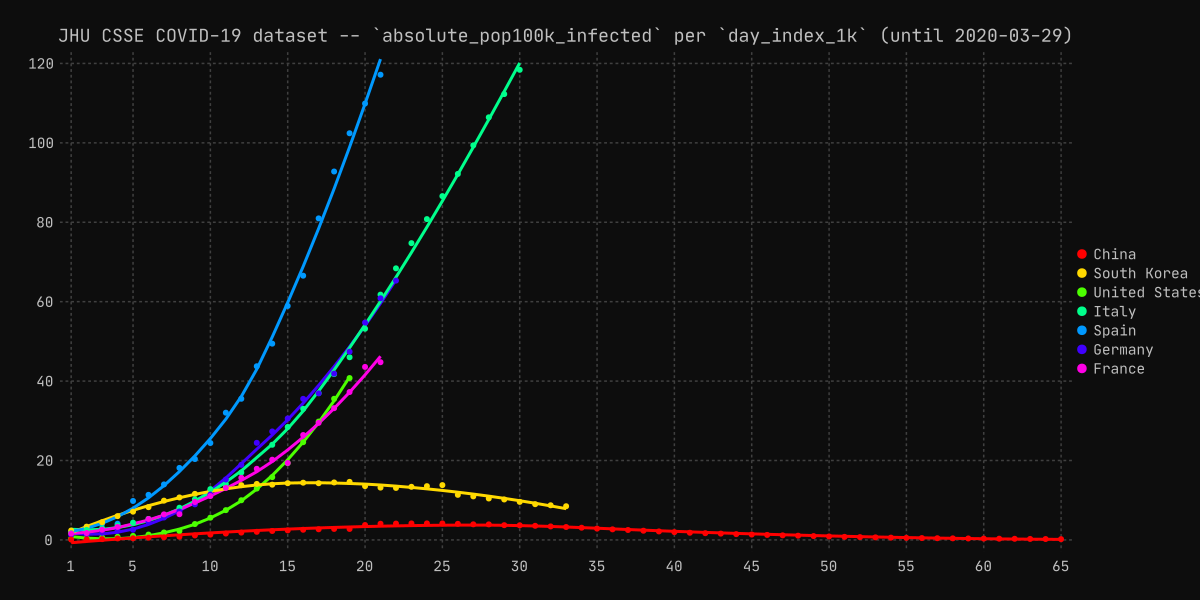 JHU CSSE COVID-19 dataset -- `absolute_pop100k_infected` per `day_index_1k` (until 2020-03-29)
120
100
80
60
40
20
0
China
South Korea
United States
Italy
Spain
Germany
France
1 5 10 15 20 25 30 35 40 45 50 55 60 65